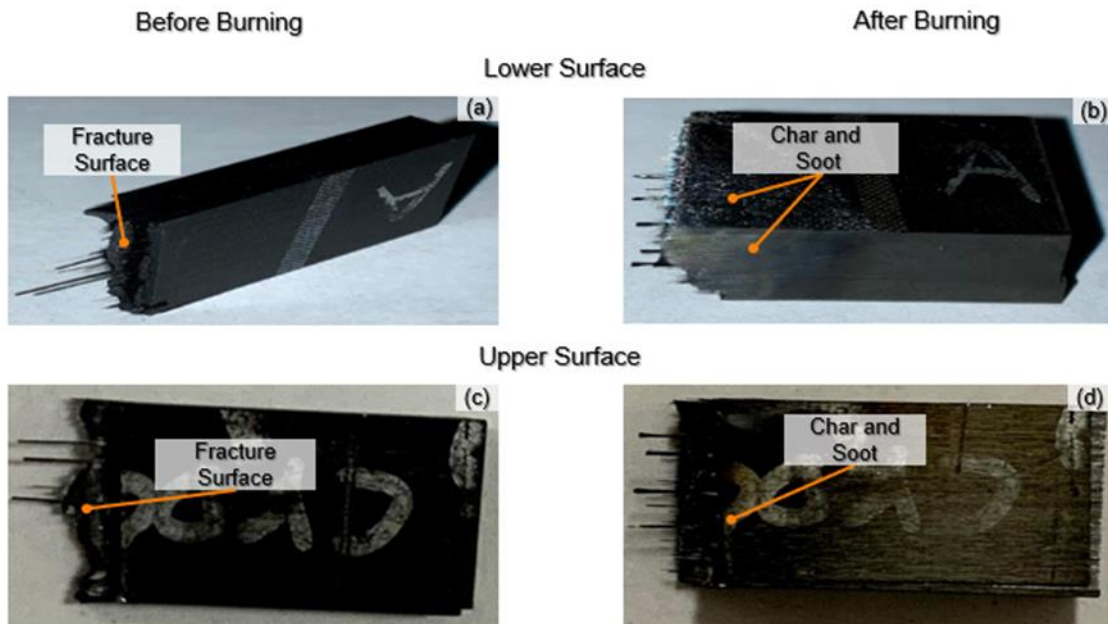 Before Burning
After Burning
Lower Surface
(a)
Fracture
Surface
A
(b)
Char and
Soot
A
Upper Surface
(c)
Fracture
Surface
(d)
Char and
Soot